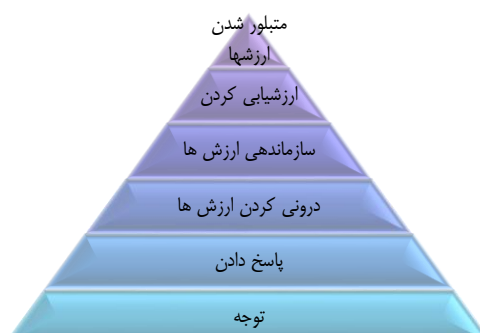 متبلور شدن
ارزشها
ارزشیابی کردن
سازماندهی ارزش ها
درونی کردن ارزش ها
پاسخ دادن
توجه